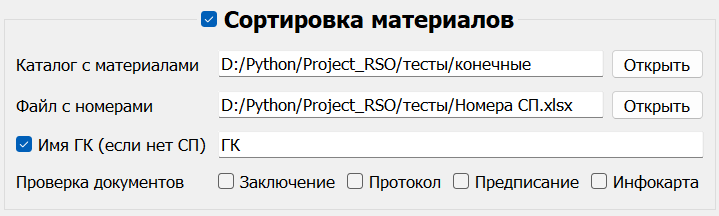 Сортировка материалов
Каталог с материалами D:/Python/Project_RSO/тесты/конечные Открыть
Файл с номерами D:/Python/Project_RSO/тесты/Номера СП.xlsx Открыть
Имя ГК (если нет СП) ГК
Проверка документов Заключение Протокол Предписание Инфокарта